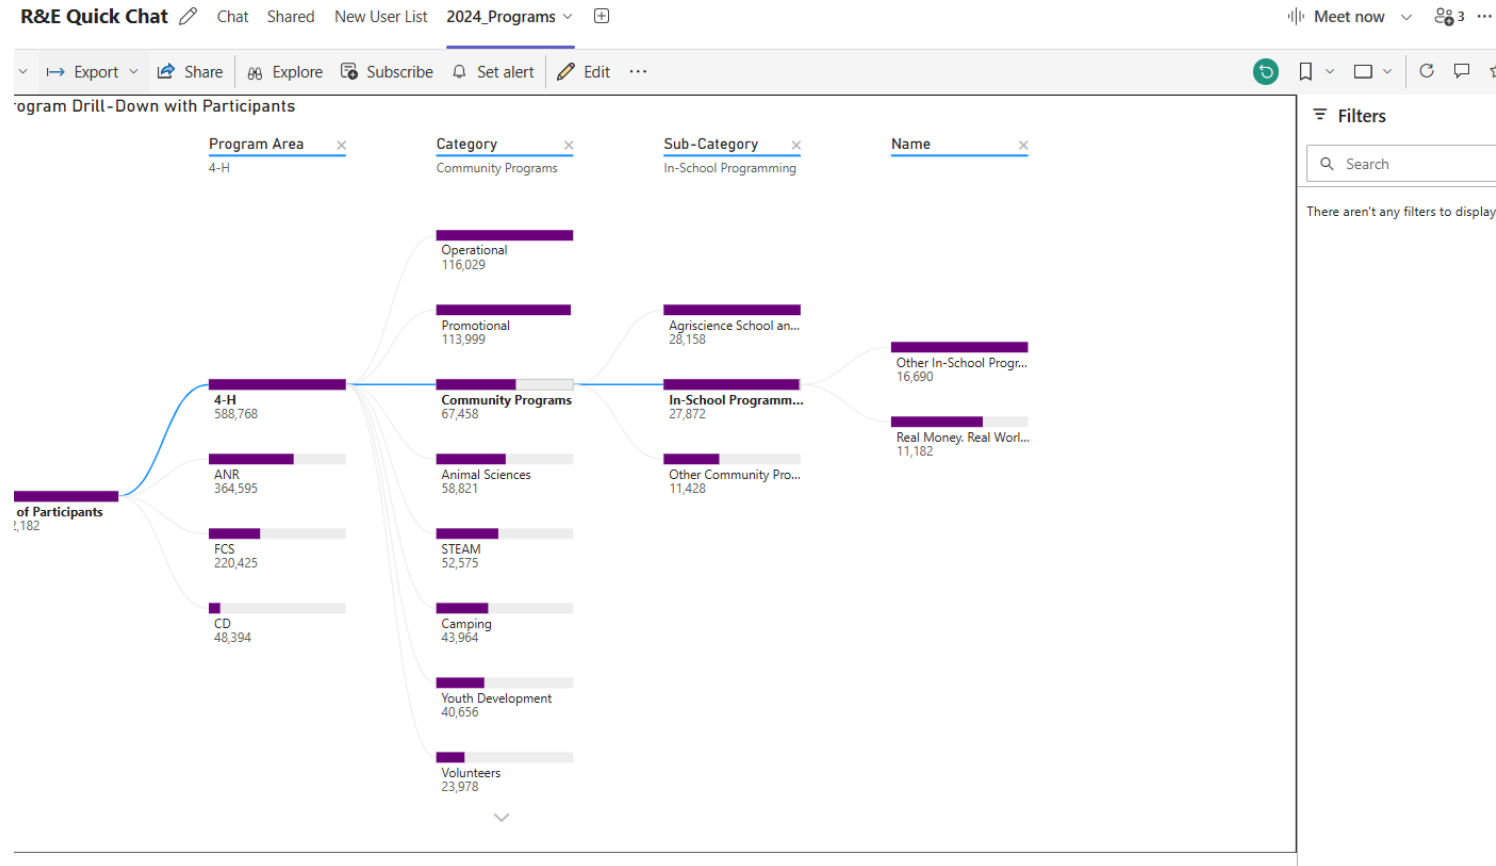 R&E Quick Chat Chat Shared New User List 2024_Programs Meet now 3
Export Share Explore Subscribe Set alert Edit
rogram Drill-Down with Participants
Filters
Search
There aren't any filters to display
Program Area
4-H
Category
Community Programs
Sub-Category
In-School Programming
Name
of Participants
2,182
4-H
588,768
ANR
364,595
FCS
220,425
CD
48,394
Operational
116,029
Promotional
113,999
Community Programs
67,458
Animal Sciences
58,821
STEAM
52,575
Camping
43,964
Youth Development
40,656
Volunteers
23,978
Agriscience School an...
28,158
In-School Programm...
27,872
Other Community Pro...
11,428
Other In-School Progr...
16,690
Real Money. Real Worl...
11,182